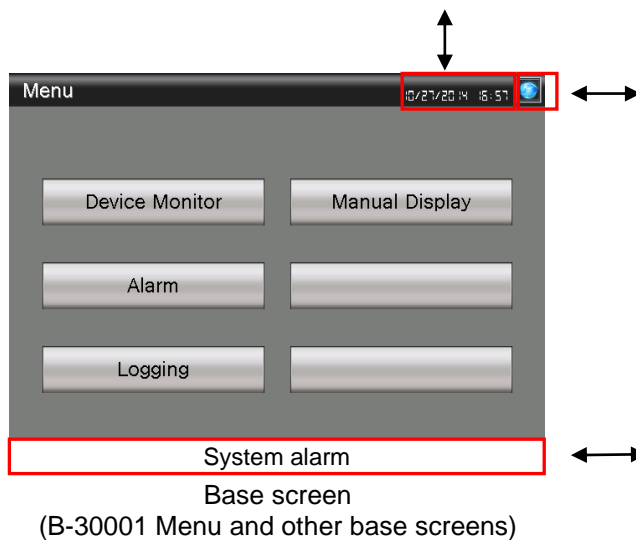 Menu
10/27/2014 16:57
Device Monitor
Manual Display
Alarm
Logging
System alarm
Base screen
(B-30001 Menu and other base screens)